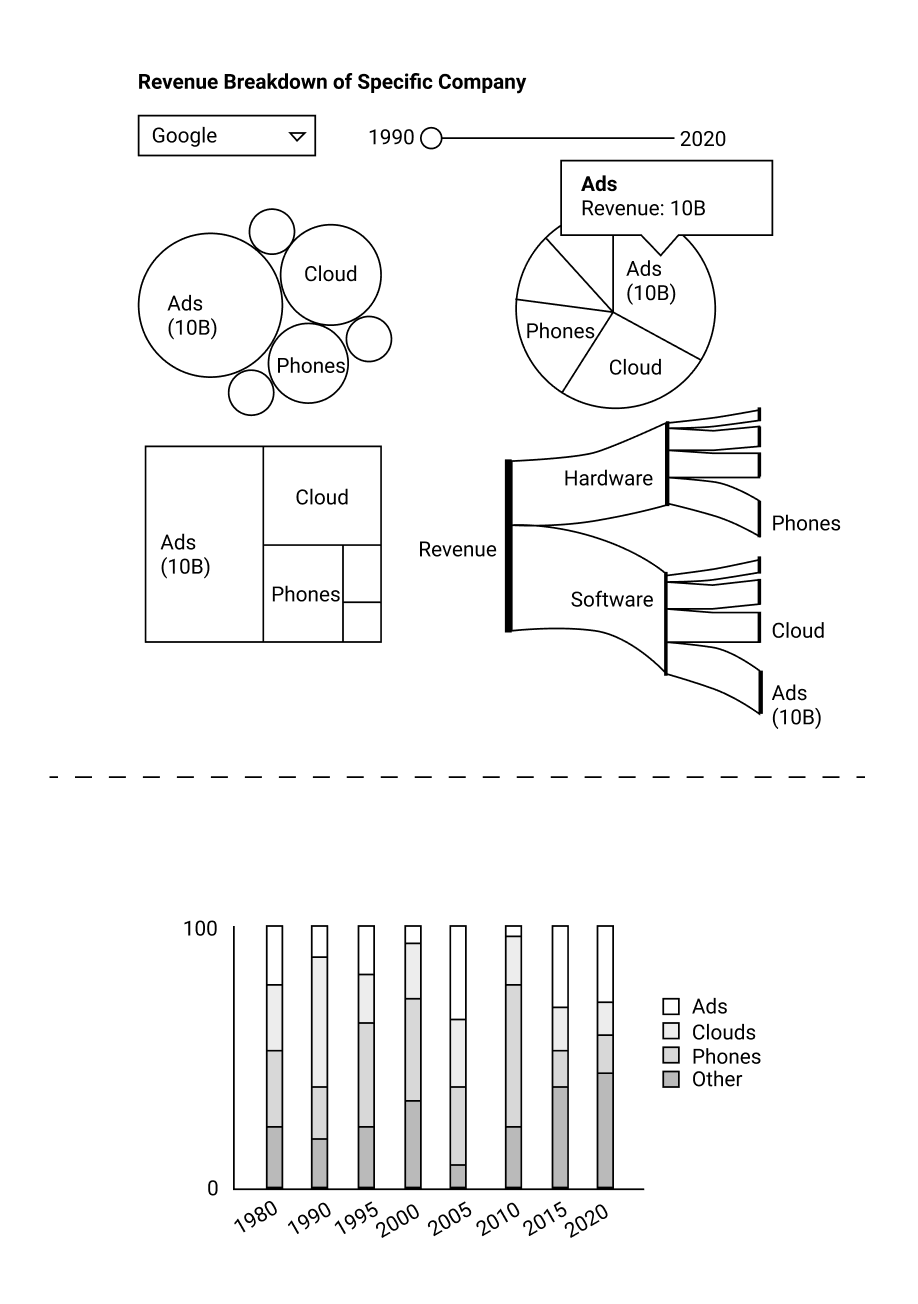 Revenue Breakdown of Specific Company
Google
1990
2020
Ads
Revenue: 10B
Ads
(10B)
Cloud
Phones
Ads
(10B)
Phones
Cloud
Ads
(10B)
Cloud
Phones
Revenue
Hardware
Software
Phones
Cloud
Ads
(10B)
100
0
1980
1990
1995
2000
2005
2010
2015
2020
Ads
Clouds
Phones
Other